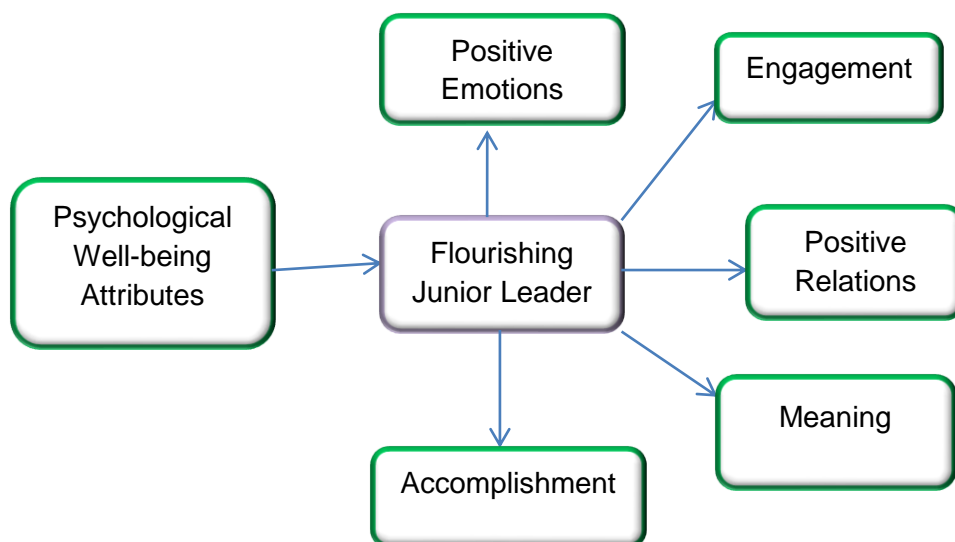 Positive
Emotions
Engagement
Psychological
Well-being
Attributes
Flourishing
Junior Leader
Positive
Relations
Meaning
Accomplishment